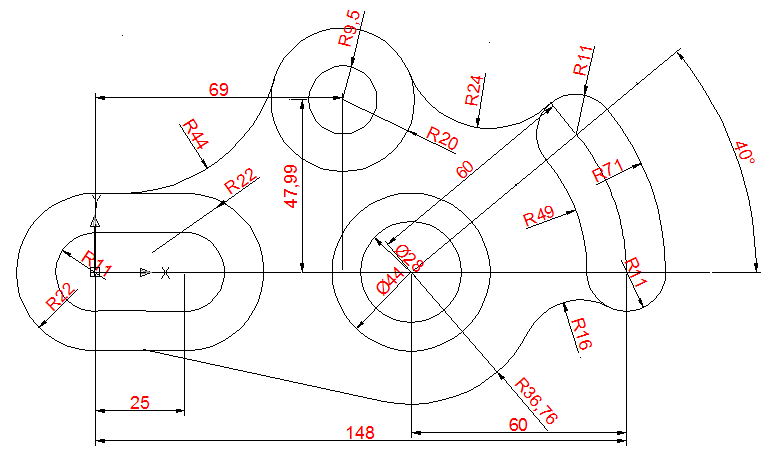 R9,5
R11
69
R24
R44
R20
40°
R22
47,99
60
R71
Y
R49
Ø28
R11
X
R11
Ø44
R22
R16
R36,76
25
60
148